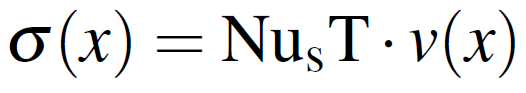 σ(x) = Nu_S T · v(x)